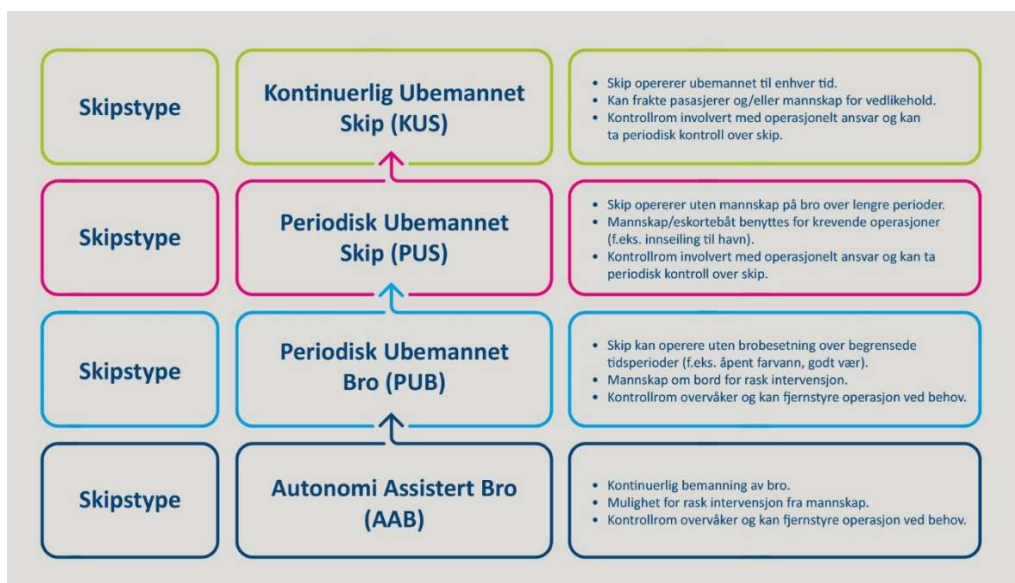 Skipstype
Kontinuerlig Ubemannet
Skip (KUS)
• Skip opererer ubemannet til enhver tid.
• Kan frakte pasasjerer og/eller mannskap for vedlikehold.
• Kontrollrom involvert med operasjonelt ansvar og kan
ta periodisk kontroll over skip.
Skipstype
Periodisk Ubemannet
Skip (PUS)
• Skip opererer uten mannskap på bro over lengre perioder.
• Mannskap/eskortebåt benyttes for krevende operasjoner
(f.eks. innseiling til havn).
• Kontrollrom involvert med operasjonelt ansvar og kan ta
periodisk kontroll over skip.
Skipstype
Periodisk Ubemannet
Bro (PUB)
• Skip kan operere uten brobesetning over begrensede
tidsperioder (f.eks. åpent farvann, godt vær).
• Mannskap om bord for rask intervensjon.
• Kontrollrom overvåker og kan fjernstyre operasjon ved behov.
Skipstype
Autonomi Assistert Bro
(AAB)
• Kontinuerlig bemanning av bro.
• Mulighet for rask intervensjon fra mannskap.
• Kontrollrom overvåker og kan fjernstyre operasjon ved behov.